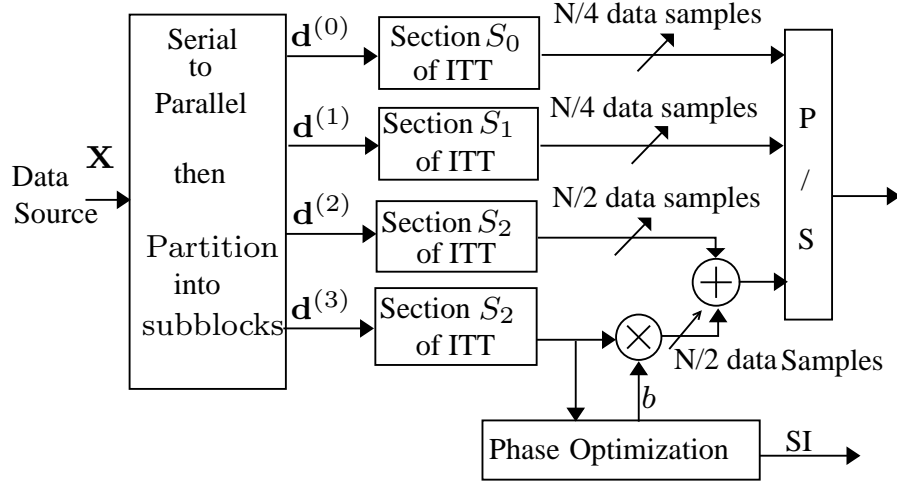 Data
Source
X
Serial
to
Parallel
then
Partition
into
subblocks
d(0)
Section S0
of ITT
N/4 data samples
d(1)
Section S1
of ITT
N/4 data samples
d(2)
Section S2
of ITT
N/2 data samples
d(3)
Section S2
of ITT
N/2 data Samples
b
Phase Optimization
SI
P
/
S